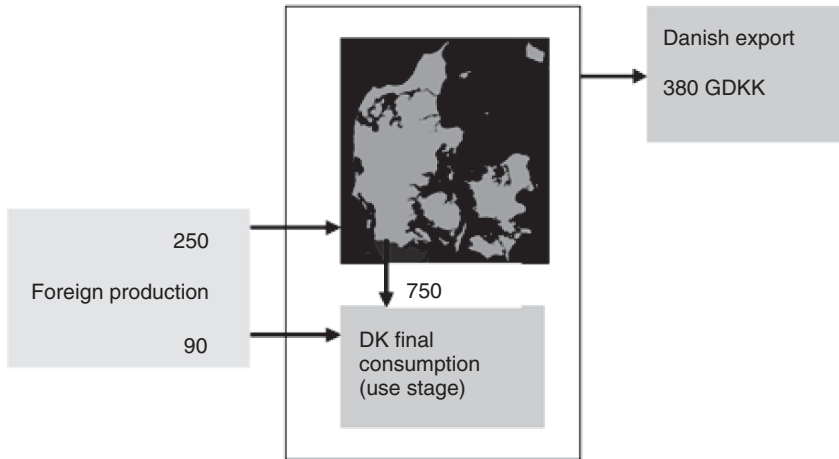 Danish export
380 GDKK
250
Foreign production
90
750
DK final
consumption
(use stage)